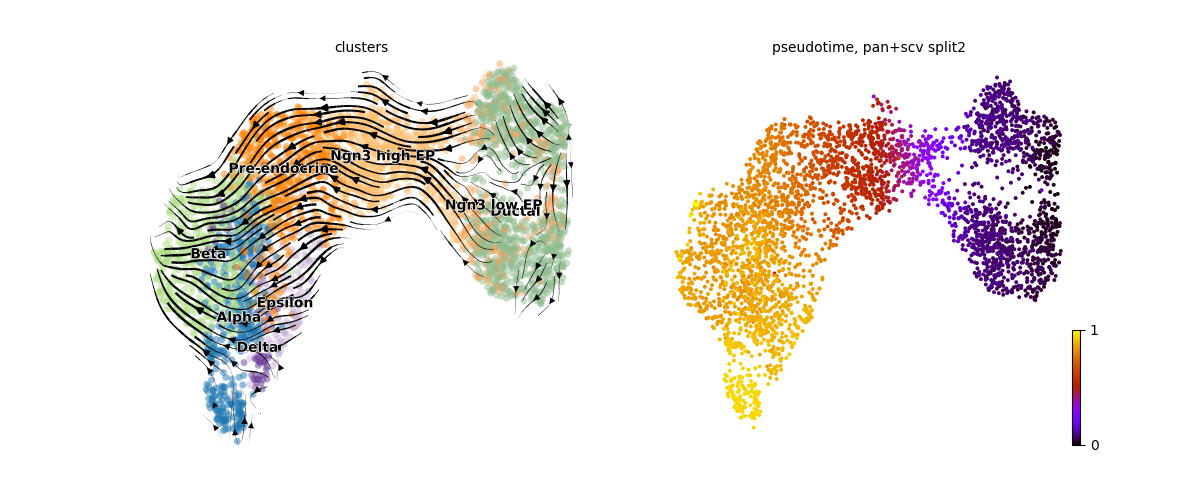 clusters
pseudotime, pan+scv split2
Ngn3 high EP
Pre-endocrine
Ngn3 low EP
Ductal
Beta
Epsilon
Alpha
Delta
1
0